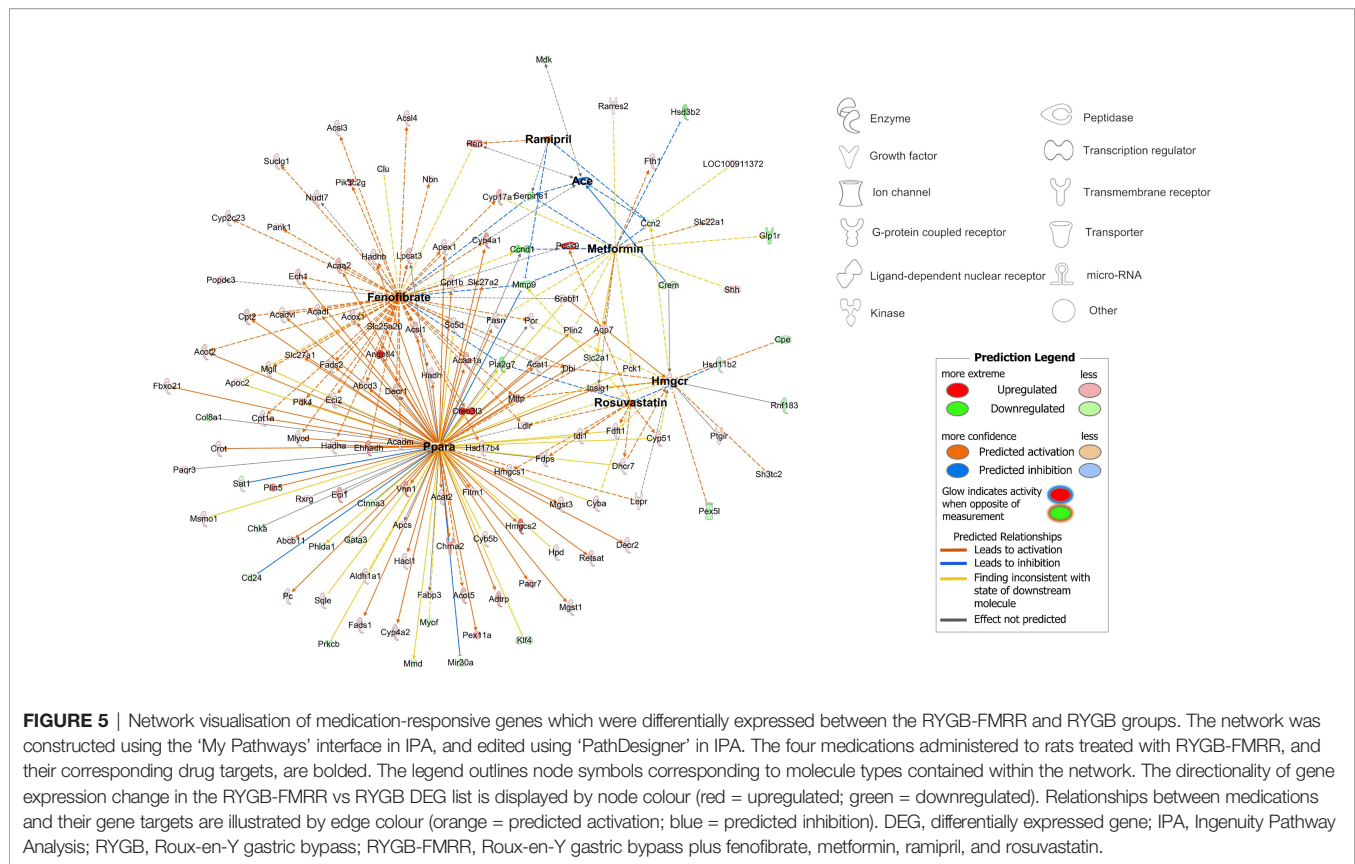 Mdk
Rarres2
Hsd3b2
Acsl4
Acsl3
Ramipril
Ren
Suclg1
Clu
Fth1
LOC100911372
Pik3c2g
Nbn
Ace
Nudt7
Cyp17a1
Serpine1
Cyp2c23
Ccn2
Slc22a1
Pank1
Hadhb
Lpcat3
Apex1
Cyp4a1
Ccnd1
Pcsk9
Metformin
Glp1r
Acaa2
Popdc3
Ech1
Cpt1b
Slc27a2
Mmp9
Crem
Shh
Fenofibrate
Srebf1
Cpt2
Acadvl
Acadl
Acox1
Slc25a20
Acsl1
Sc5d
Fasn
Por
Plin2
Aqp7
Acot2
Slc27a1
Angptl4
Acaa1a
Pla2g7
Slc2a1
Cpe
Mgll
Fads2
Hadh
Acat1
Dbi
Pck1
Hsd11b2
Fbxo21
Apoc2
Abcd3
Decr1
Insig1
Hmgcr
Pdk4
Eci2
Mttp
Rosuvastatin
Rnf183
Col8a1
Cpt1a
Creb3l3
Ldlr
Mlycd
Idi1
Fdft1
Ptgir
Crot
Hadha
Ehhadh
Acadm
Ppara
Hsd17b4
Cyp51
Paqr3
Fdps
Dhcr7
Sh3tc2
Sat1
Plin5
Hmgcs1
Rxrg
Eci1
Vnn1
Acat2
Fitm1
Cyba
Lepr
Msmo1
Ctnna3
Mgst3
Pex5l
Chka
Apcs
Hmgcs2
Abcb11
Phlda1
Gata3
Chrna2
Cyb5b
Hpd
Decr2
Retsat
Cd24
Aldh1a1
Hacl1
Paqr7
Pc
Sqle
Fabp3
Acot5
Adtrp
Mgst1
Fads1
Cyp4a2
Myof
Pex11a
Klf4
Prkcb
Mmd
Mir30a
Enzyme
Peptidase
Growth factor
Transcription regulator
Ion channel
Transmembrane receptor
G-protein coupled receptor
Transporter
Ligand-dependent nuclear receptor
micro-RNA
Kinase
Other
Prediction Legend
more extreme less
Upregulated
Downregulated
more confidence less
Predicted activation
Predicted inhibition
Glow indicates activity
when opposite of
measurement
Predicted Relationships
Leads to activation
Leads to inhibition
Finding inconsistent with
state of downstream
molecule
Effect not predicted
FIGURE 5 | Network visualisation of medication-responsive genes which were differentially expressed between the RYGB-FMRR and RYGB groups. The network was
constructed using the ‘My Pathways’ interface in IPA, and edited using ‘PathDesigner’ in IPA. The four medications administered to rats treated with RYGB-FMRR, and
their corresponding drug targets, are bolded. The legend outlines node symbols corresponding to molecule types contained within the network. The directionality of gene
expression change in the RYGB-FMRR vs RYGB DEG list is displayed by node colour (red = upregulated; green = downregulated). Relationships between medications
and their gene targets are illustrated by edge colour (orange = predicted activation; blue = predicted inhibition). DEG, differentially expressed gene; IPA, Ingenuity Pathway
Analysis; RYGB, Roux-en-Y gastric bypass; RYGB-FMRR, Roux-en-Y gastric bypass plus fenofibrate, metformin, ramipril, and rosuvastatin.